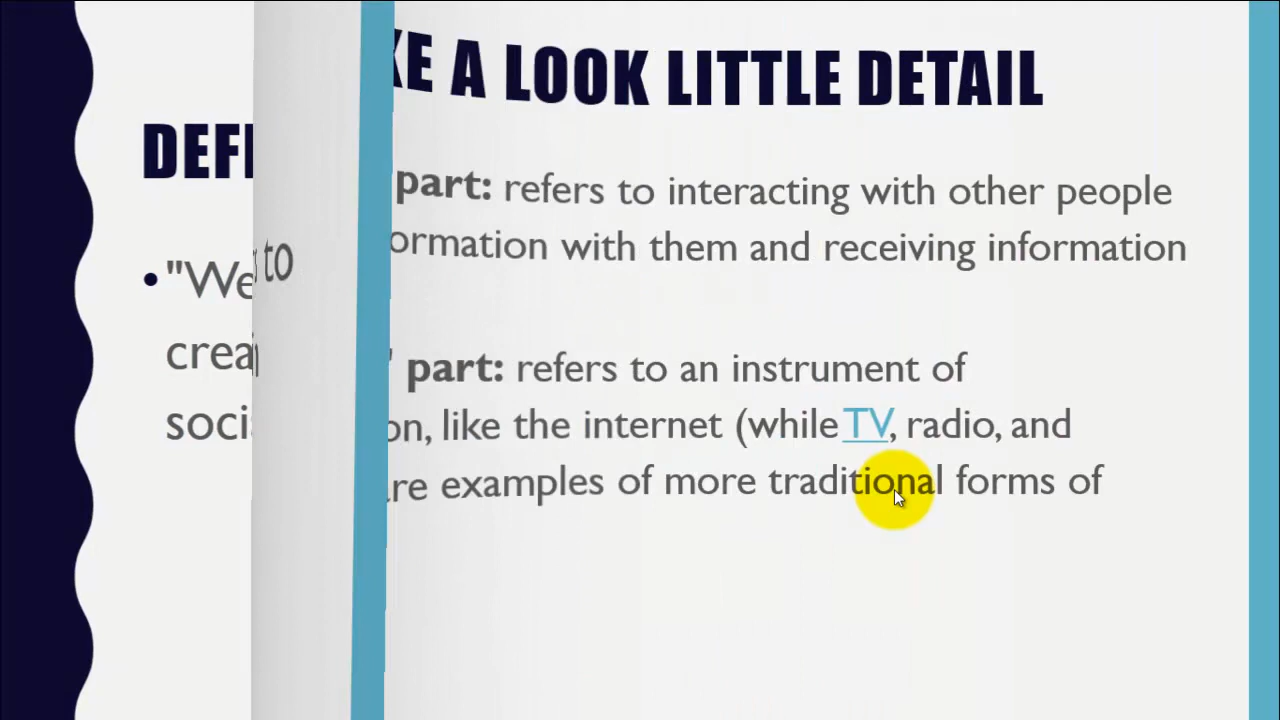 KE A LOOK LITTLE DETAIL
part: refers to interacting with other people
ormation with them and receiving information
" part: refers to an instrument of
on, like the internet (while TV, radio, and
are examples of more traditional forms of
DEFI
• "We
to
crea
soci